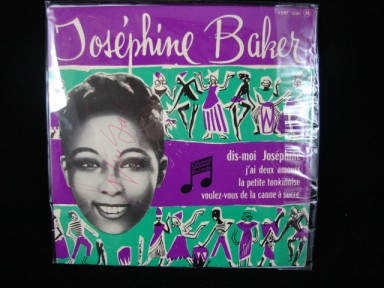 Joséphine Baker
dis-moi Joséphine
j'ai deux amours
la petite tonkinoise
voulez-vous de la canne à sucre